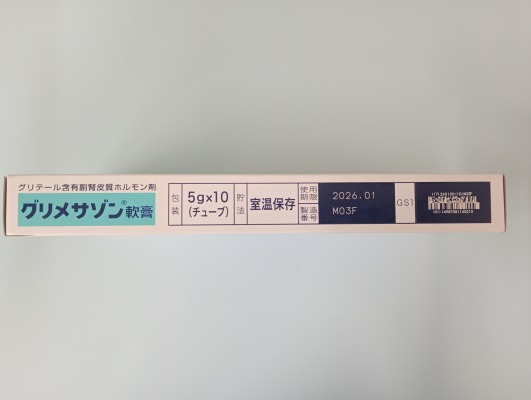 グリテール含有副腎皮質ホルモン剤
グリメサゾン®軟膏
包装
5g×10
(チューブ)
貯法
室温保存
使用期限
2026.01
製造番号
M03F
GS1